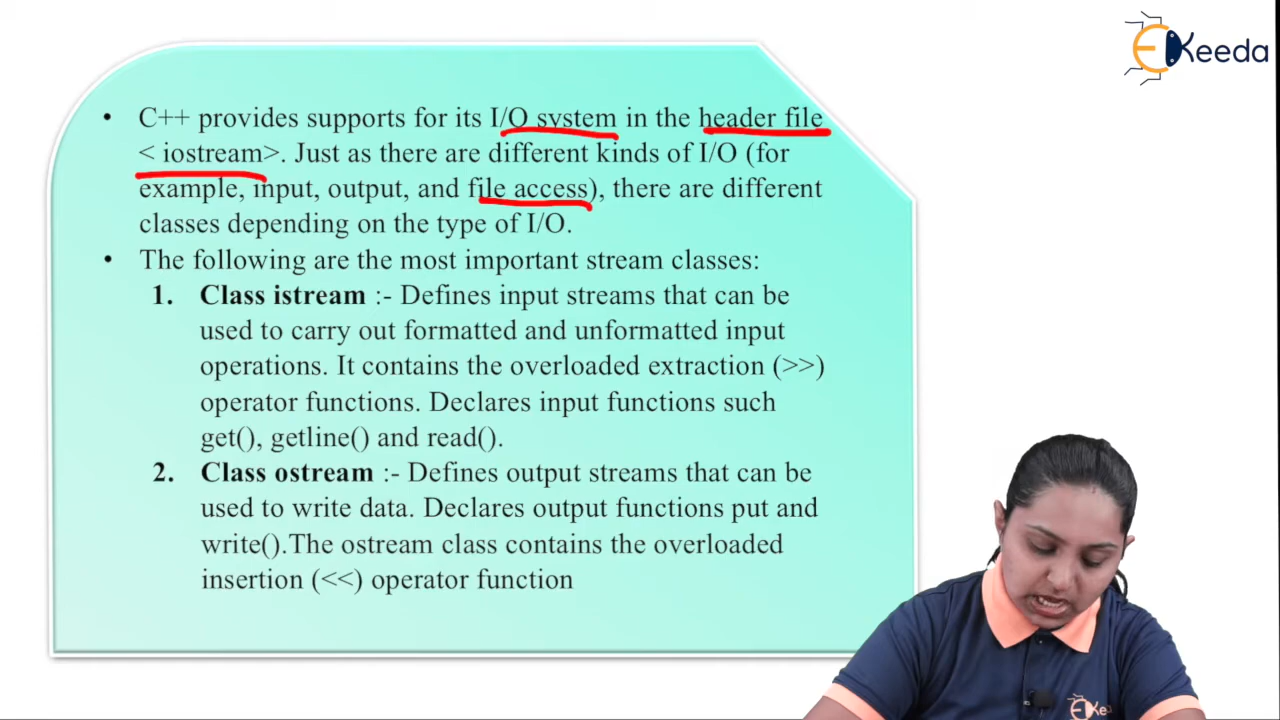 EKeeda
• C++ provides supports for its I/O system in the header file
< iostream>. Just as there are different kinds of I/O (for
example, input, output, and file access), there are different
classes depending on the type of I/O.
• The following are the most important stream classes:
1. Class istream :- Defines input streams that can be
used to carry out formatted and unformatted input
operations. It contains the overloaded extraction (>>)
operator functions. Declares input functions such
get(), getline() and read().
2. Class ostream :- Defines output streams that can be
used to write data. Declares output functions put and
write().The ostream class contains the overloaded
insertion (<<) operator function